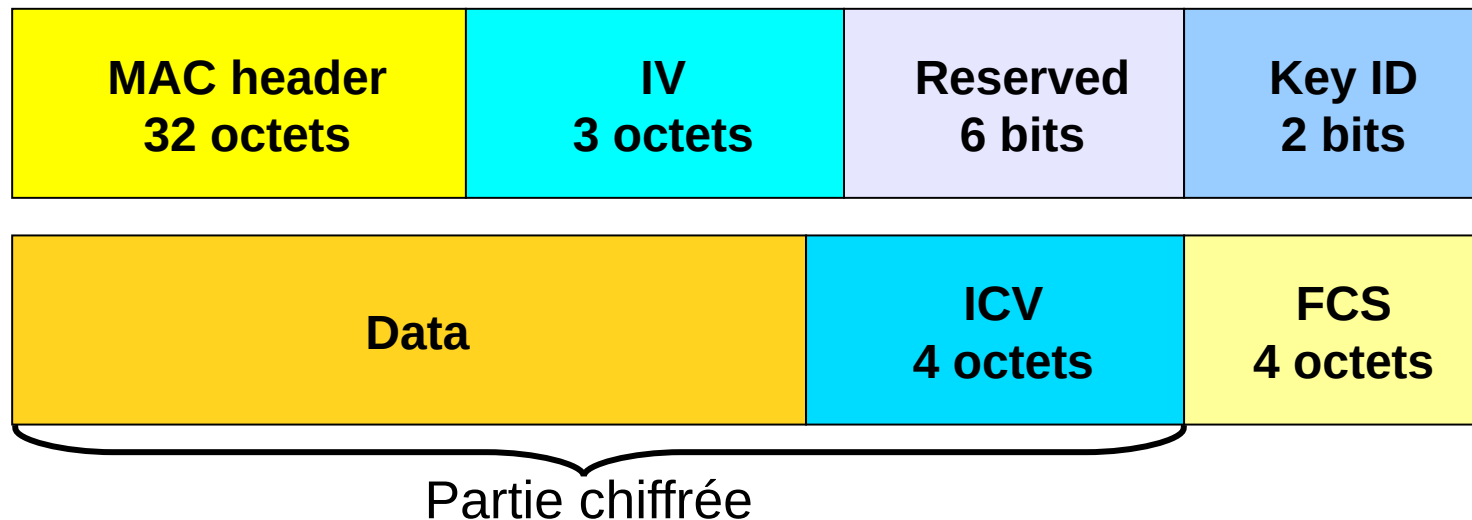 MAC header
32 octets
IV
3 octets
Reserved
6 bits
Key ID
2 bits
Data
ICV
4 octets
FCS
4 octets
Partie chiffrée